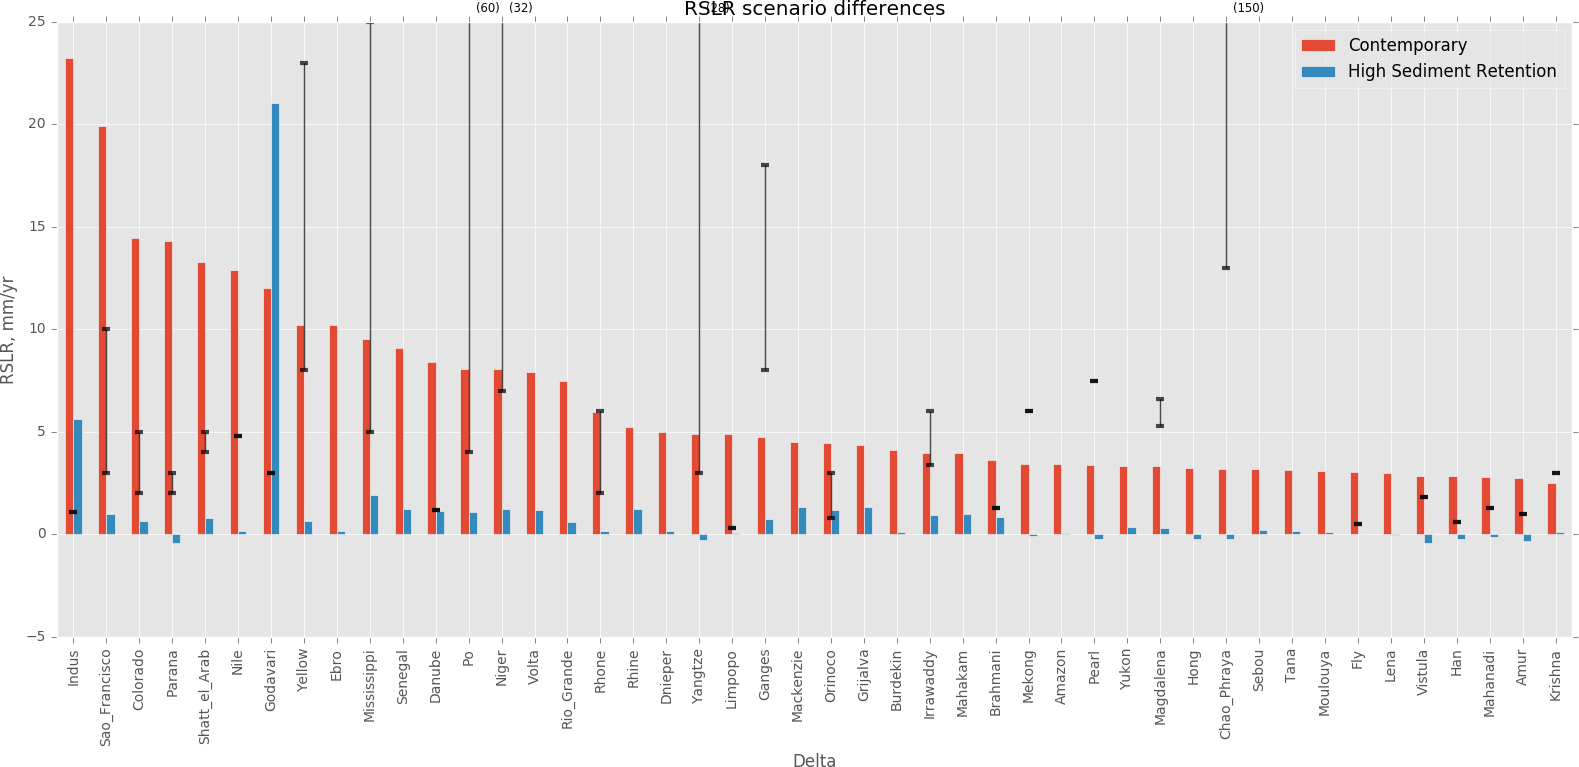 (60) (32) (28) (150)
RSLR scenario differences
Contemporary
High Sediment Retention
25
20
15
10
5
0
−5
RSLR, mm/yr
Indus
Sao_Francisco
Colorado
Parana
Shatt_el_Arab
Nile
Godavari
Yellow
Ebro
Mississippi
Senegal
Danube
Po
Niger
Volta
Rio_Grande
Rhone
Rhine
Dnieper
Yangtze
Limpopo
Ganges
Mackenzie
Orinoco
Grijalva
Burdekin
Irrawaddy
Mahakam
Brahmani
Mekong
Amazon
Pearl
Yukon
Magdalena
Hong
Chao_Phraya
Sebou
Tana
Moulouya
Fly
Lena
Vistula
Han
Mahanadi
Amur
Krishna
Delta